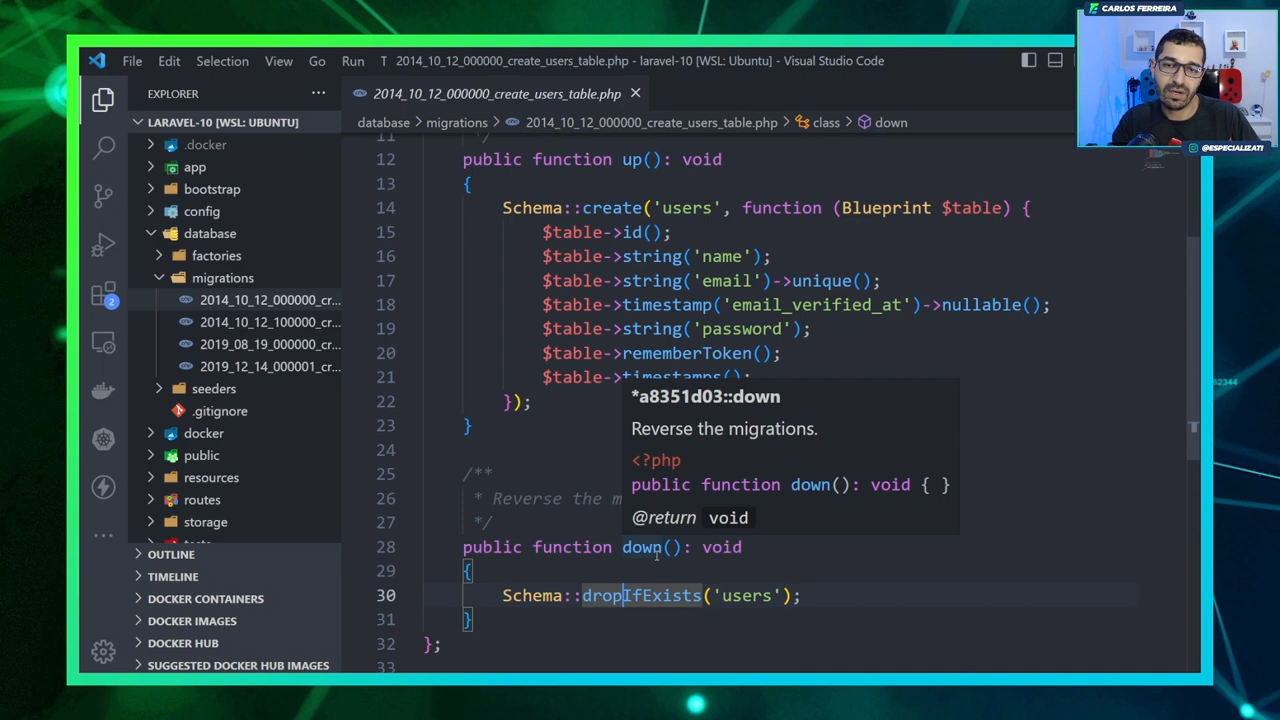 CARLOS FERREIRA
@ESPECIALIZATI
File Edit Selection View Go Run T 2014_10_12_000000_create_users_table.php - laravel-10 [WSL: Ubuntu] - Visual Studio Code
EXPLORER ...
LARAVEL-10 [WSL: UBUNTU]
.docker
app
bootstrap
config
database
factories
migrations
2014_10_12_000000_cr...
2014_10_12_100000_cr...
2019_08_19_000000_cr...
2019_12_14_000001_cr...
seeders
.gitignore
docker
public
resources
routes
storage
OUTLINE
TIMELINE
DOCKER CONTAINERS
DOCKER IMAGES
DOCKER HUB
SUGGESTED DOCKER HUB IMAGES
2
2014_10_12_000000_create_users_table.php
database > migrations > 2014_10_12_000000_create_users_table.php > class > down
11 */
12 public function up(): void
13 {
14 Schema::create('users', function (Blueprint $table) {
15 $table->id();
16 $table->string('name');
17 $table->string('email')->unique();
18 $table->timestamp('email_verified_at')->nullable();
19 $table->string('password');
20 $table->rememberToken();
21 $table->timestamps();
22 });
23 }
24
25 /**
26 * Reverse the m
27 */
28 public function down(): void
29 {
30 Schema::dropIfExists('users');
31 }
32 };
33
*a8351d03::down
Reverse the migrations.
<?php
public function down(): void { }
@return void
62344